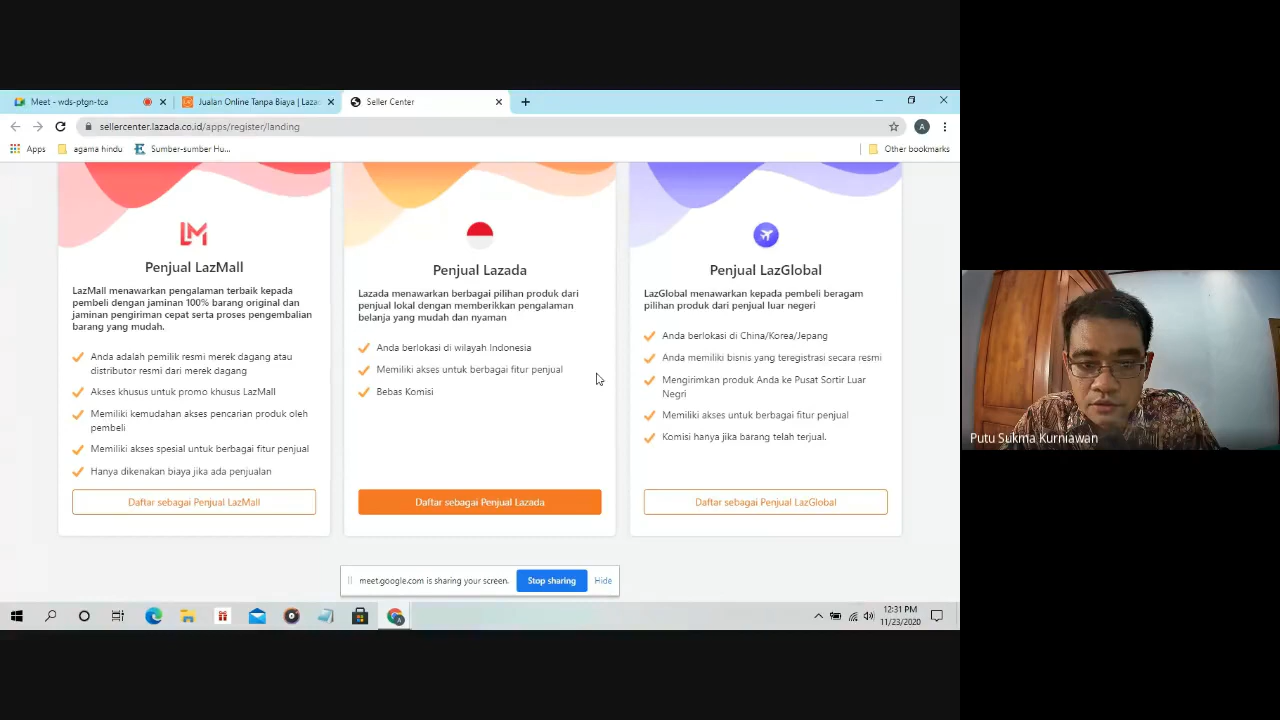 Meet - wds-ptgn-tca
Jualan Online Tanpa Biaya | Laza
Seller Center
sellercenter.lazada.co.id/apps/register/landing
A
Apps
agama hindu
Sumber-sumber Hu...
Other bookmarks
LM
Penjual LazMall
LazMall menawarkan pengalaman terbaik kepada
pembeli dengan jaminan 100% barang original dan
jaminan pengiriman cepat serta proses pengembalian
barang yang mudah.
Anda adalah pemilik resmi merek dagang atau
distributor resmi dari merek dagang
Akses khusus untuk promo khusus LazMall
Memiliki kemudahan akses pencarian produk oleh
pembeli
Memiliki akses spesial untuk berbagai fitur penjual
Hanya dikenakan biaya jika ada penjualan
Daftar sebagai Penjual LazMall
Penjual Lazada
Lazada menawarkan berbagai pilihan produk dari
penjual lokal dengan memberikkan pengalaman
belanja yang mudah dan nyaman
Anda berlokasi di wilayah Indonesia
Memiliki akses untuk berbagai fitur penjual
Bebas Komisi
Daftar sebagai Penjual Lazada
Penjual LazGlobal
LazGlobal menawarkan kepada pembeli beragam
pilihan produk dari penjual luar negeri
Anda berlokasi di China/Korea/Jepang
Anda memiliki bisnis yang teregistrasi secara resmi
Mengirimkan produk Anda ke Pusat Sortir Luar
Negri
Memiliki akses untuk berbagai fitur penjual
Komisi hanya jika barang telah terjual.
Daftar sebagai Penjual LazGlobal
meet.google.com is sharing your screen.
Stop sharing
Hide
12:31 PM
11/23/2020
Putu Sukma Kurniawan